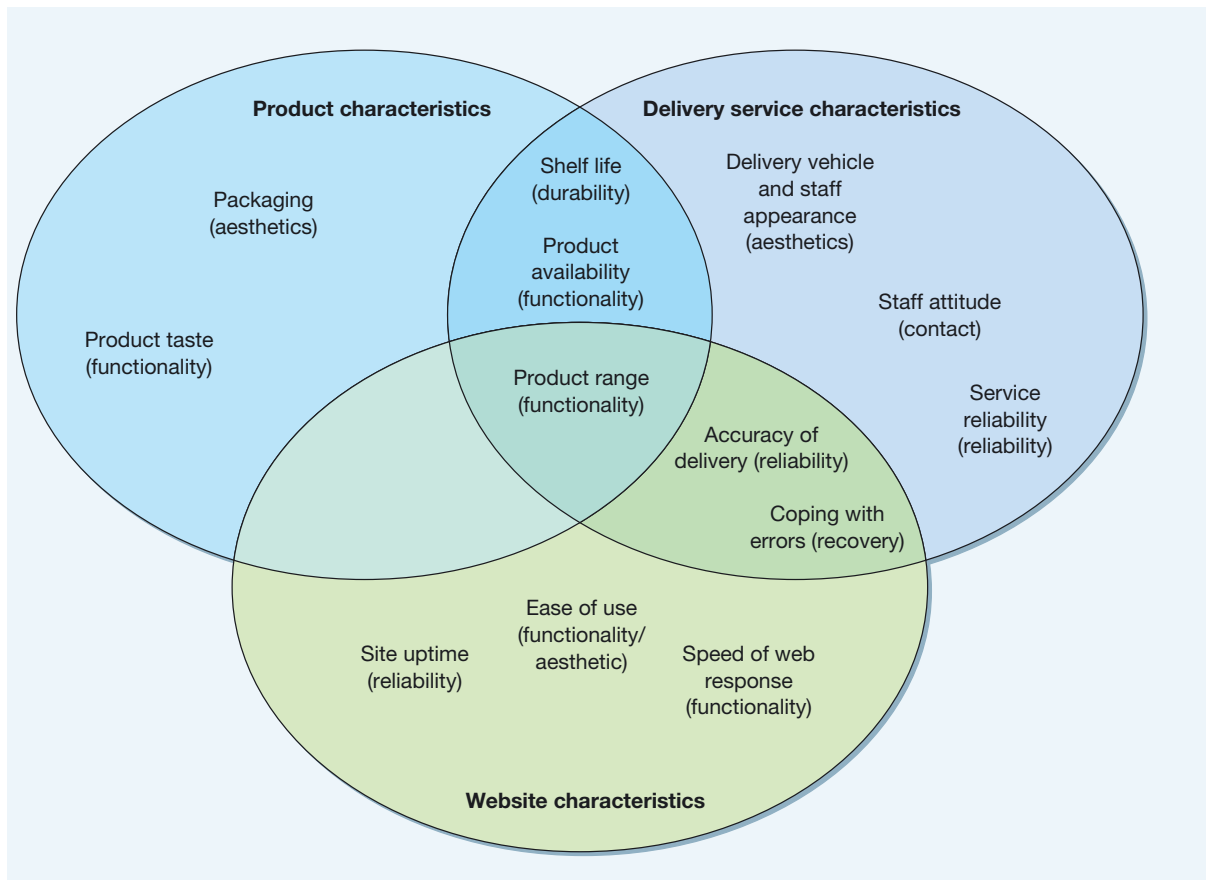 Product characteristics
Delivery service characteristics
Packaging
(aesthetics)
Product taste
(functionality)
Shelf life
(durability)
Product
availability
(functionality)
Delivery vehicle
and staff
appearance
(aesthetics)
Staff attitude
(contact)
Service
reliability
(reliability)
Product range
(functionality)
Accuracy of
delivery (reliability)
Coping with
errors (recovery)
Site uptime
(reliability)
Ease of use
(functionality/
aesthetic)
Speed of web
response
(functionality)
Website characteristics